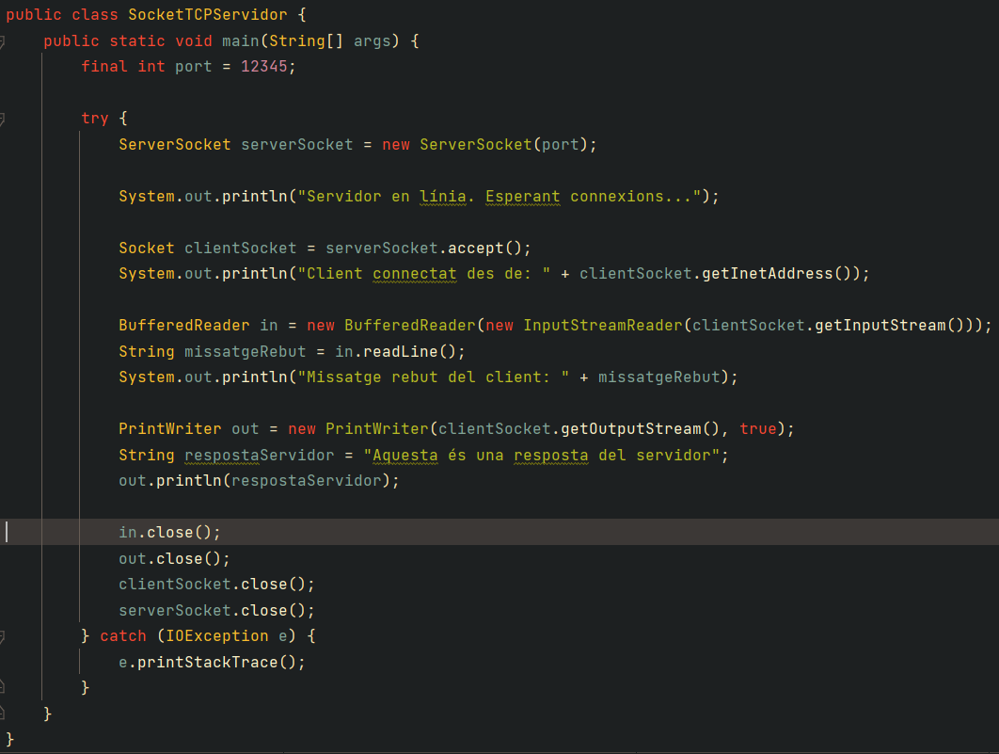 public class SocketTCPServidor {
    public static void main(String[] args) {
        final int port = 12345;

        try {
            ServerSocket serverSocket = new ServerSocket(port);

            System.out.println("Servidor en línia. Esperant connexions...");

            Socket clientSocket = serverSocket.accept();
            System.out.println("Client connectat des de: " + clientSocket.getInetAddress());

            BufferedReader in = new BufferedReader(new InputStreamReader(clientSocket.getInputStream()));
            String missatgeRebut = in.readLine();
            System.out.println("Missatge rebut del client: " + missatgeRebut);

            PrintWriter out = new PrintWriter(clientSocket.getOutputStream(), true);
            String respostaServidor = "Aquesta és una resposta del servidor";
            out.println(respostaServidor);

            in.close();
            out.close();
            clientSocket.close();
            serverSocket.close();
        } catch (IOException e) {
            e.printStackTrace();
        }
    }
}